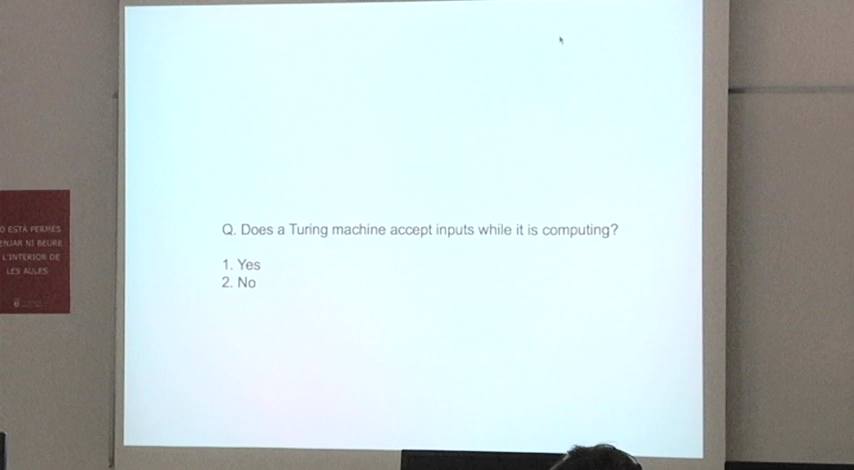 Q. Does a Turing machine accept inputs while it is computing?
1. Yes
2. No
O ESTÀ PERMÈS
ENJAR NI BEURE
L'INTERIOR DE
LES AULES